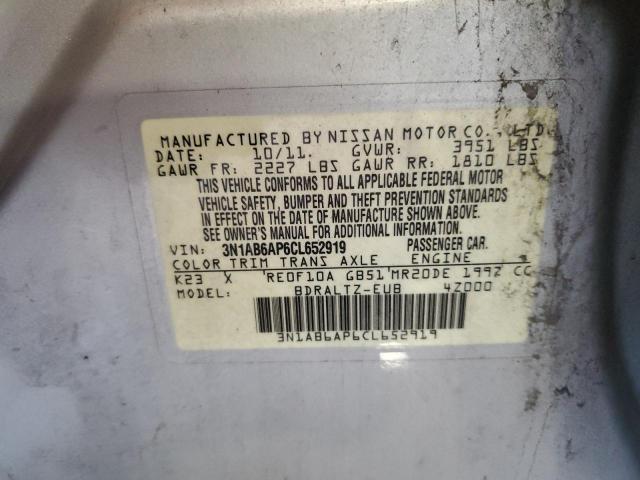 MANUFACTURED BY NISSAN MOTOR CO., LTD.
DATE: 10/11. GVWR: 3951 LBS
GAWR FR: 2227 LBS GAWR RR: 1810 LBS
THIS VEHICLE CONFORMS TO ALL APPLICABLE FEDERAL MOTOR
VEHICLE SAFETY, BUMPER AND THEFT PREVENTION STANDARDS
IN EFFECT ON THE DATE OF MANUFACTURE SHOWN ABOVE.
SEE OWNER'S MANUAL FOR ADDITIONAL INFORMATION.
VIN: 3N1AB6AP6CL652919 PASSENGER CAR.
COLOR TRIM TRANS AXLE ENGINE
K23 X RE0F10A GB51 MR20DE 1997 CC
MODEL: BDRALTZ-EUB 4Z000
3N1AB6AP6CL652919